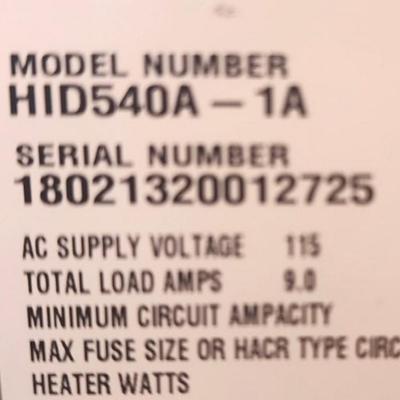 MODEL NUMBER
HID540A – 1A
SERIAL NUMBER
18021320012725
AC SUPPLY VOLTAGE 115
TOTAL LOAD AMPS 9.0
MINIMUM CIRCUIT AMPACITY
MAX FUSE SIZE OR HACR TYPE CIRC
HEATER WATTS